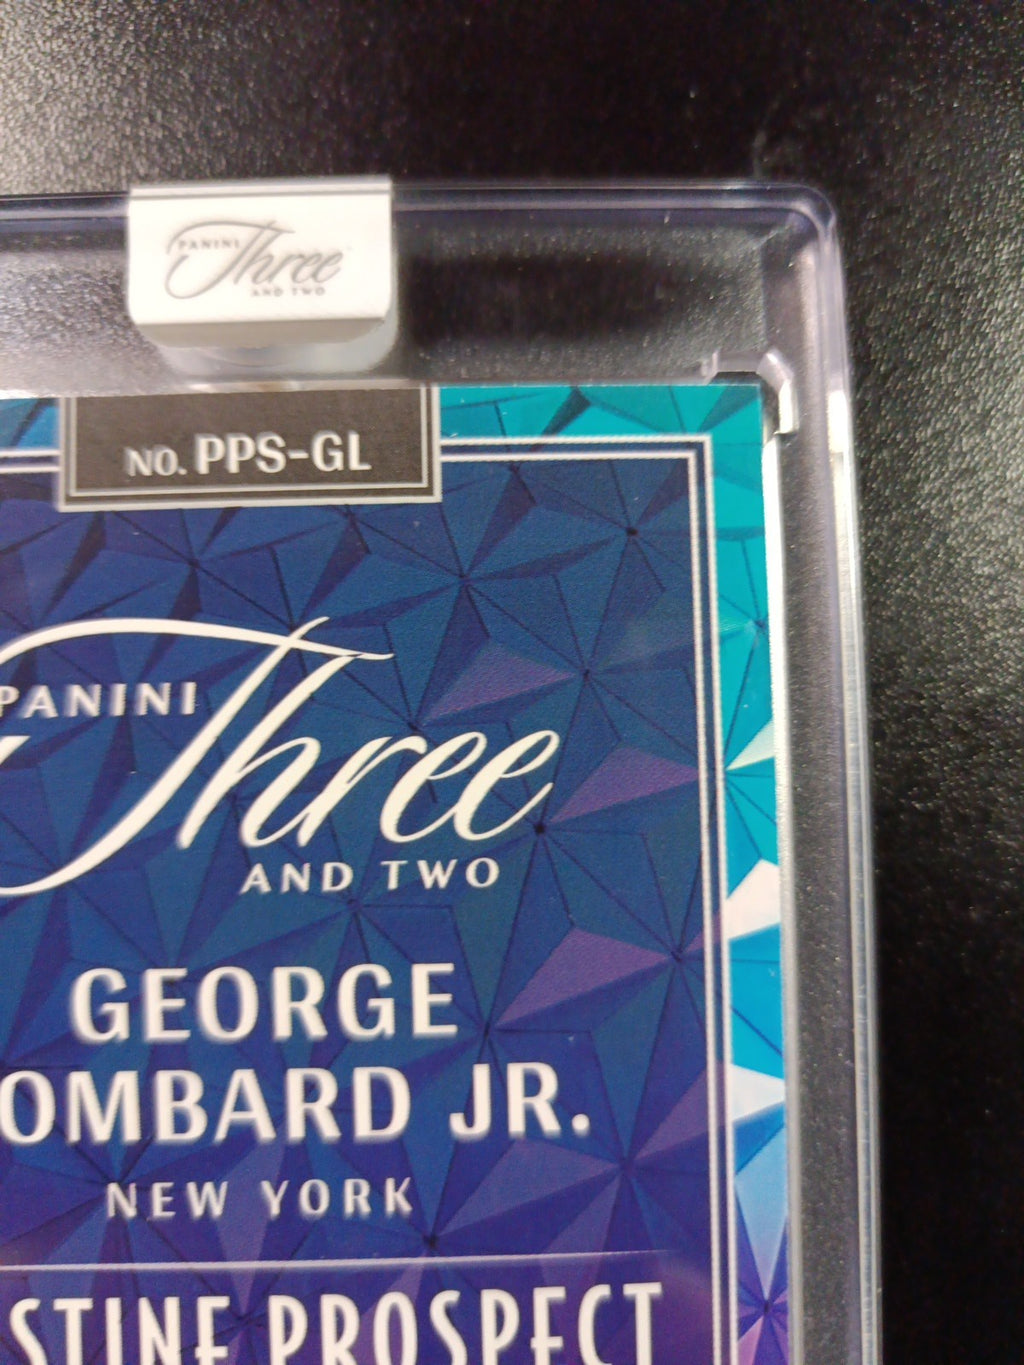 PANINI
Three
AND TWO
NO. PPS-GL
PANINI
Three
AND TWO
GEORGE
OMBARD JR.
NEW YORK
STINE PROSPECT